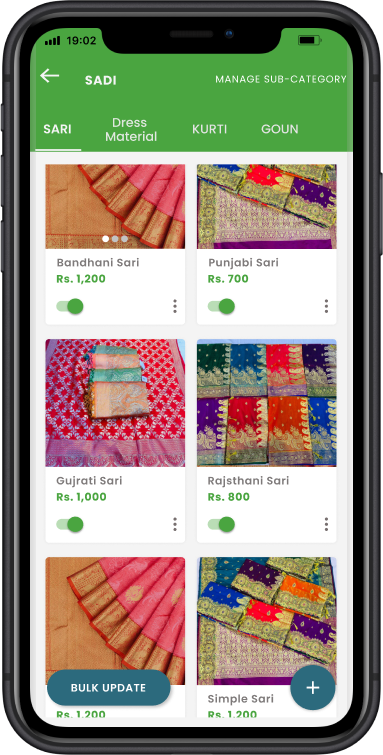 19:02
SADI
MANAGE SUB-CATEGORY
SARI
Dress
Material
KURTI
GOUN
Bandhani Sari
Rs. 1,200
Punjabi Sari
Rs. 700
Gujrati Sari
Rs. 1,000
Rajsthani Sari
Rs. 800
BULK UPDATE
Rs. 1,200
Simple Sari
Rs. 1,200